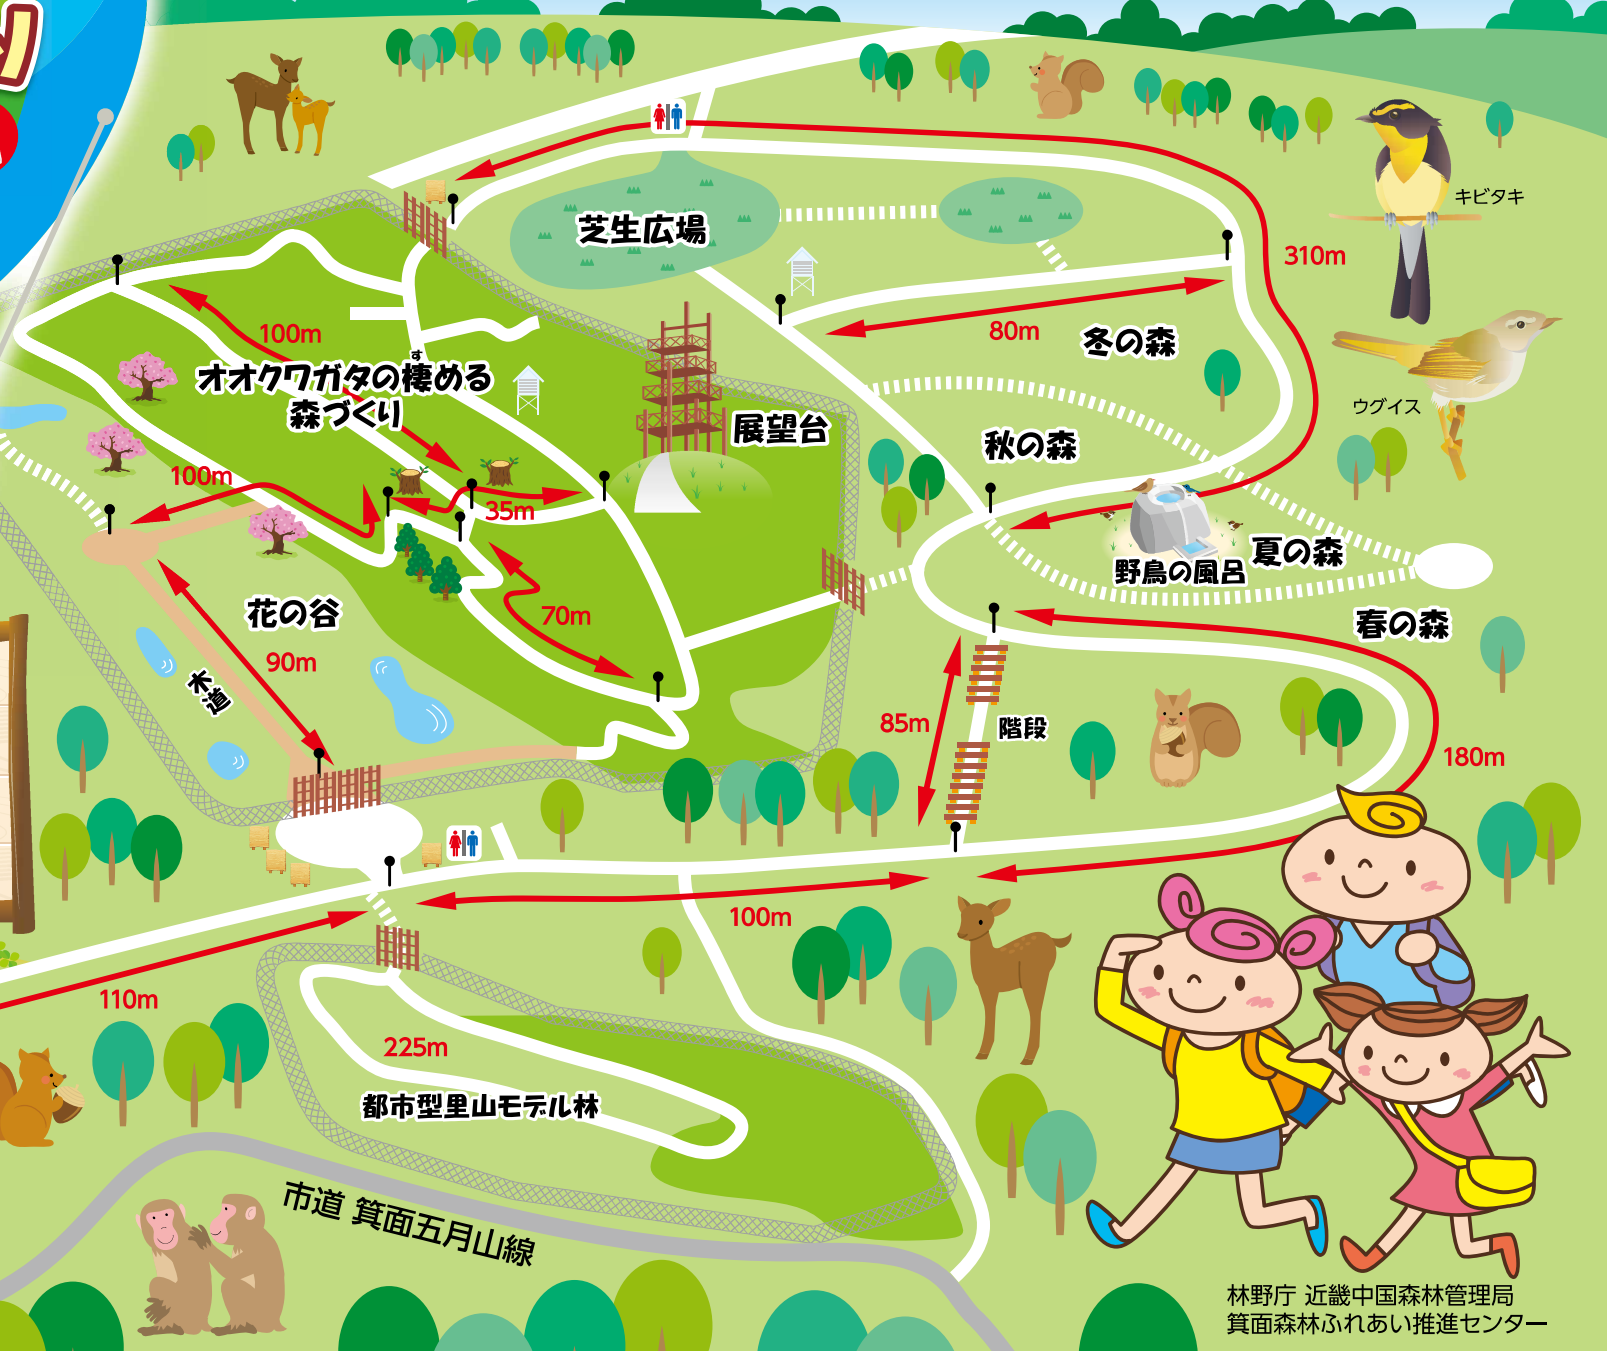 キビタキ
芝生広場
310m
80m
冬の森
100m
す
オオクワガタの棲める
森づくり
展望台
ウグイス
秋の森
100m
35m
夏の森
野鳥の風呂
花の谷
70m
春の森
90m
木道
85m
階段
180m
100m
110m
225m
都市型里山モデル林
市道 箕面五月山線
林野庁 近畿中国森林管理局
箕面森林ふれあい推進センター